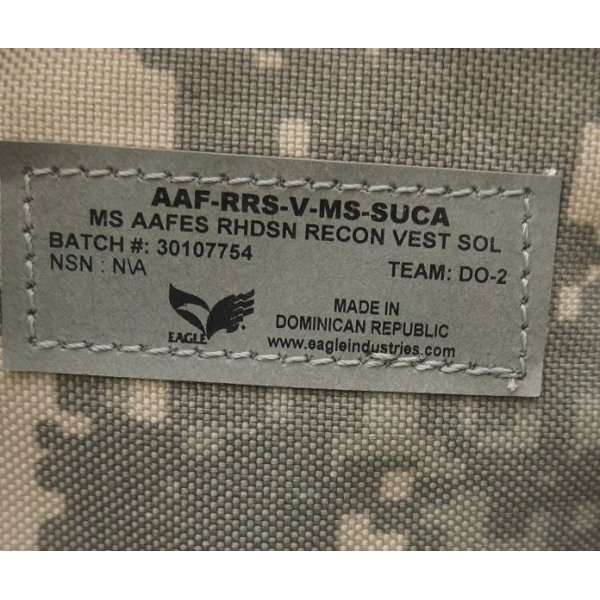 AAF-RRS-V-MS-SUCA
MS AAFES RHDSN RECON VEST SOL
BATCH #: 30107754
NSN : N\A TEAM: DO-2
EAGLE
MADE IN
DOMINICAN REPUBLIC
www.eagleindustries.com